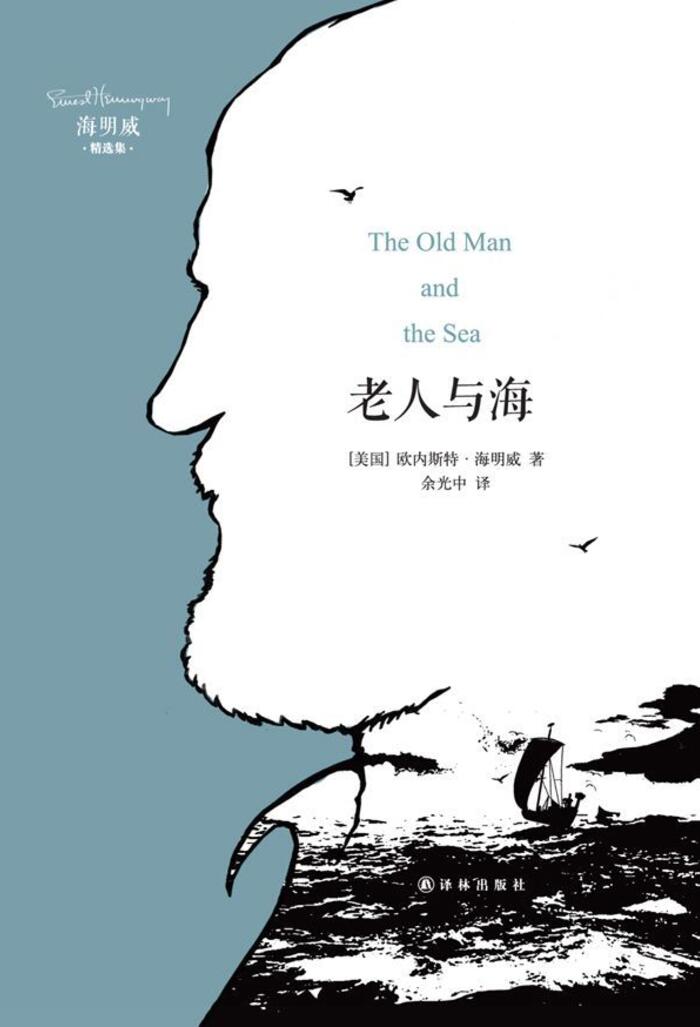 Ernest Hemingway
海明威
·精选集·
The Old Man
and
the Sea
老人与海
[美国] 欧内斯特·海明威 著
余光中 译
译林出版社